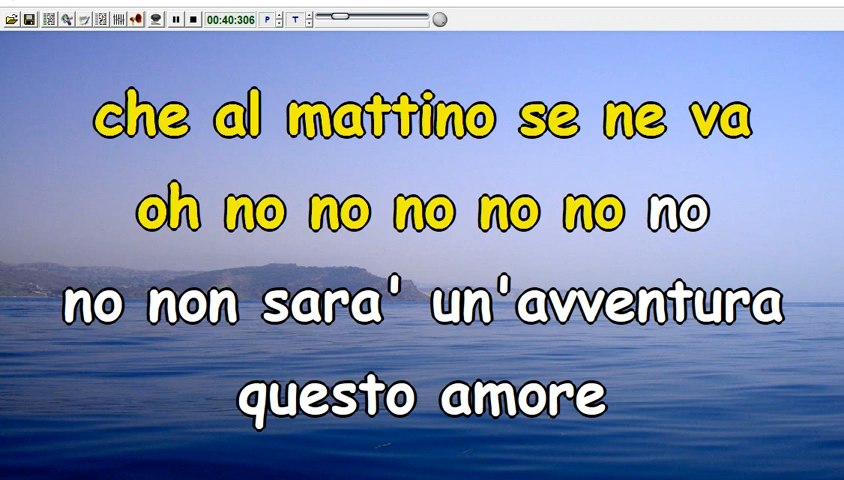 00:40:306 P T
che al mattino se ne va
oh no no no no no no
no non sara' un'avventura
questo amore